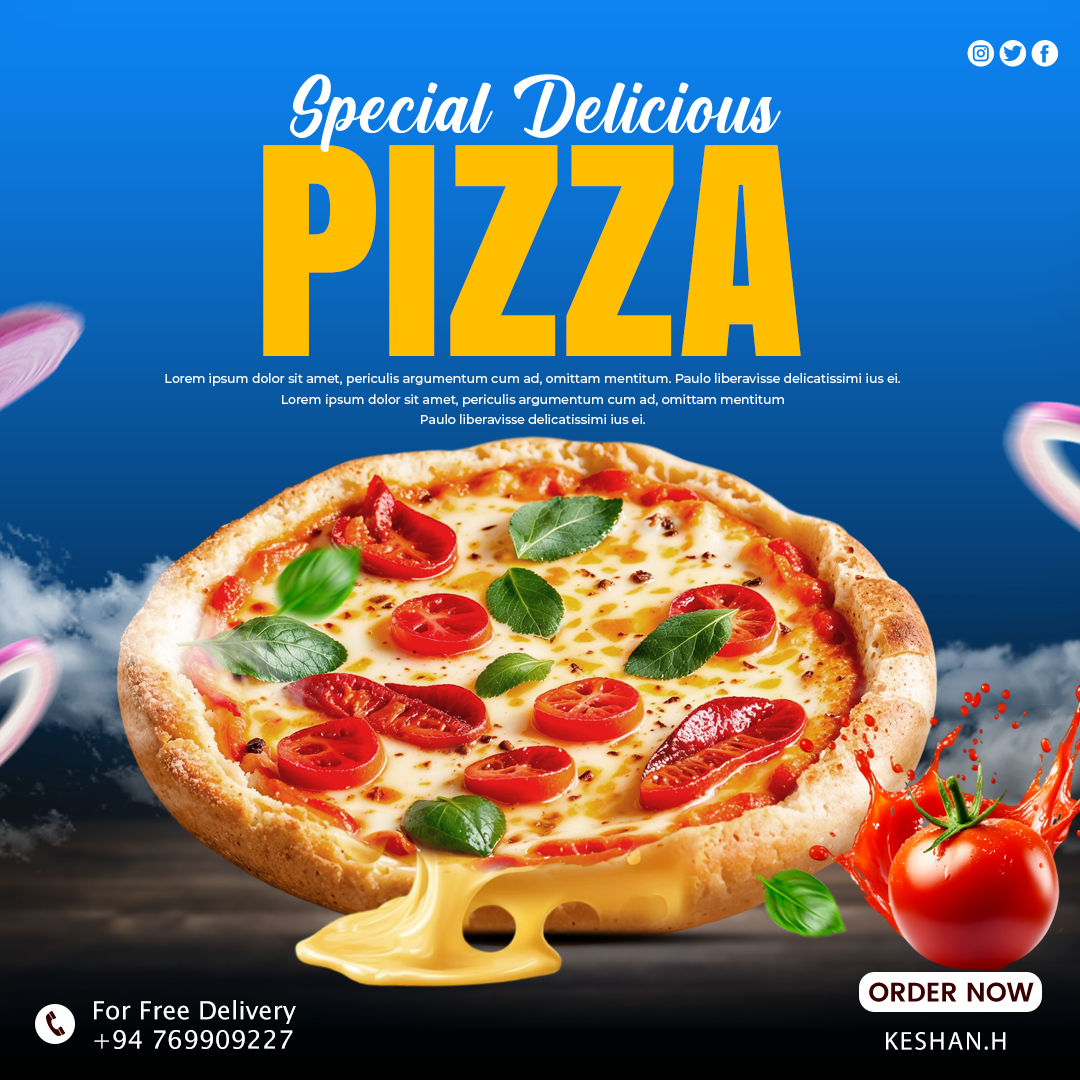 Special Delicious
PIZZA
Lorem ipsum dolor sit amet, periculis argumentum cum ad, omittam mentitum. Paulo liberavisse delicatissimi ius ei.
Lorem ipsum dolor sit amet, periculis argumentum cum ad, omittam mentitum
Paulo liberavisse delicatissimi ius ei.
ORDER NOW
For Free Delivery
+94 769909227
KESHAN.H